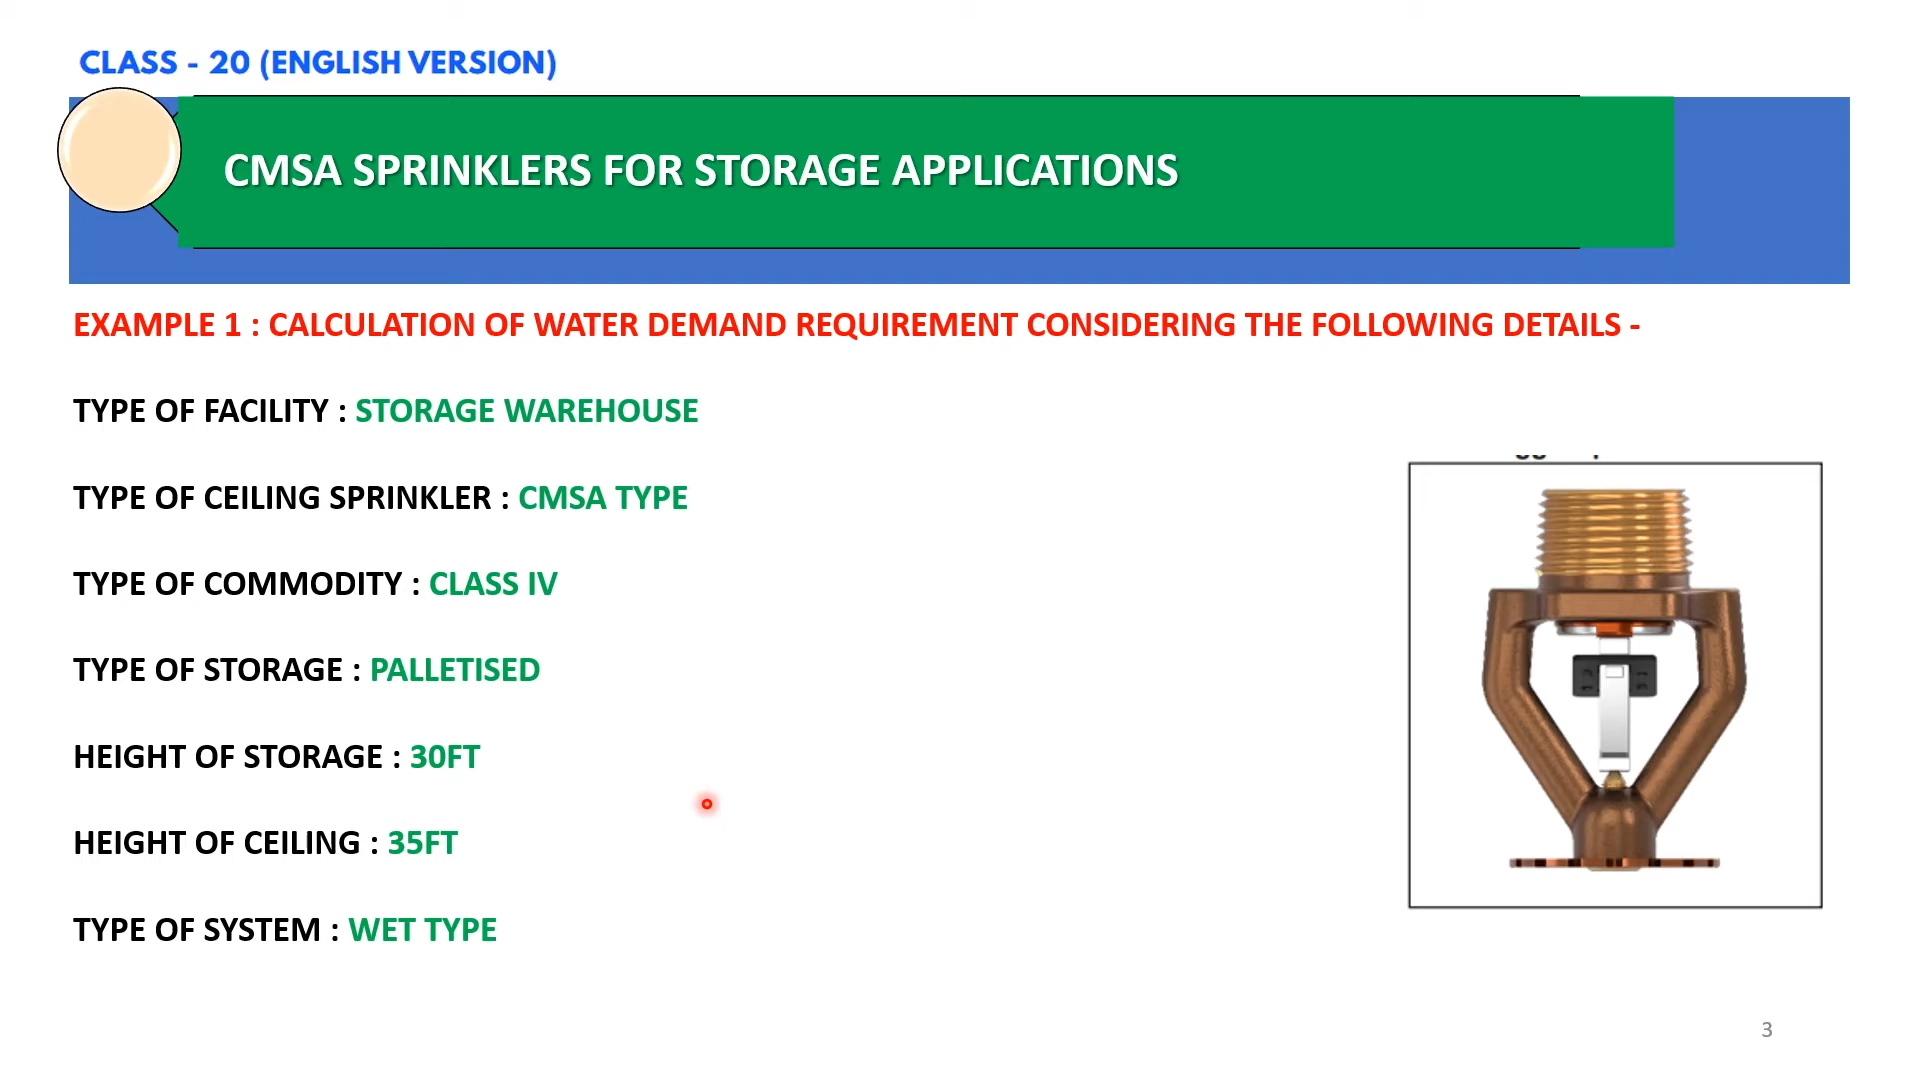 CLASS - 20 (ENGLISH VERSION)
CMSA SPRINKLERS FOR STORAGE APPLICATIONS
EXAMPLE 1 : CALCULATION OF WATER DEMAND REQUIREMENT CONSIDERING THE FOLLOWING DETAILS -
TYPE OF FACILITY : STORAGE WAREHOUSE
TYPE OF CEILING SPRINKLER : CMSA TYPE
TYPE OF COMMODITY : CLASS IV
TYPE OF STORAGE : PALLETISED
HEIGHT OF STORAGE : 30FT
HEIGHT OF CEILING : 35FT
TYPE OF SYSTEM : WET TYPE
3